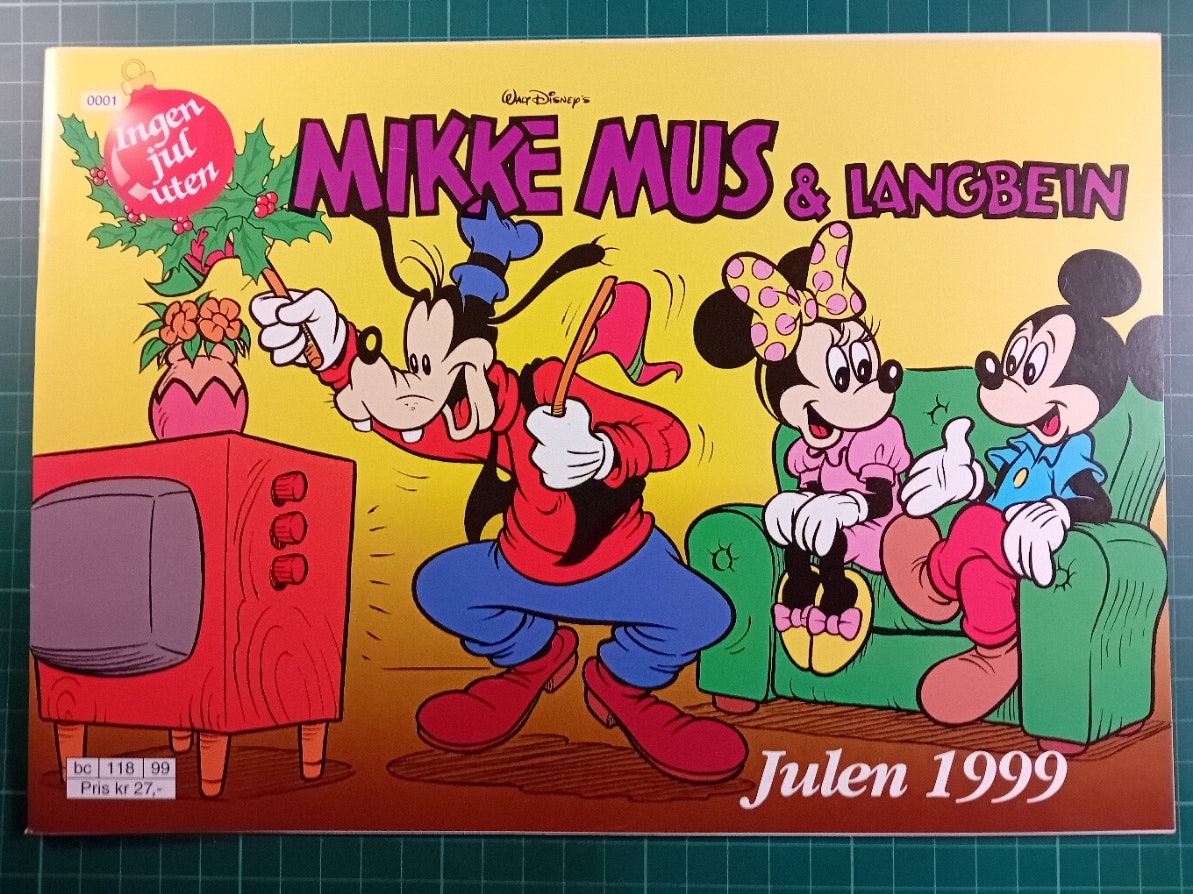 0001
Ingen
jul
uten
WALT DISNEY'S
MIKKE MUS & LANGBEIN
bc 118 99
Pris kr 27,-
Julen 1999